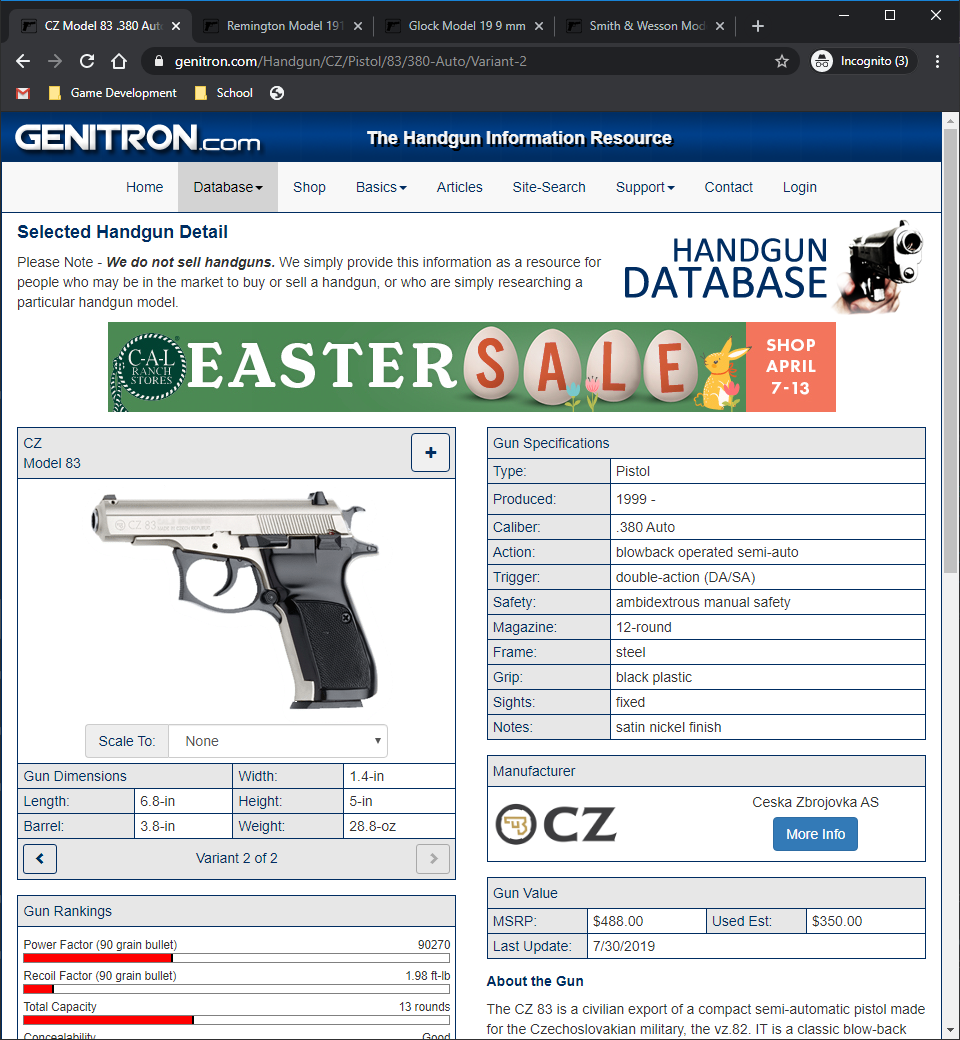 CZ Model 83 .380 Auto
Remington Model 191
Glock Model 19 9 mm
Smith & Wesson Mod
genitron.com/Handgun/CZ/Pistol/83/380-Auto/Variant-2
Incognito (3)
Game Development
School
GENITRON.com
The Handgun Information Resource
Home
Database
Shop
Basics
Articles
Site-Search
Support
Contact
Login
Selected Handgun Detail
Please Note - We do not sell handguns. We simply provide this information as a resource for
people who may be in the market to buy or sell a handgun, or who are simply researching a
particular handgun model.
HANDGUN
DATABASE
C-A-L
RANCH
STORES
EASTER SALE
SHOP
APRIL
7-13
CZ
Model 83
+
CZ 83
Scale To: None
Gun Dimensions Width: 1.4-in
Length: 6.8-in Height: 5-in
Barrel: 3.8-in Weight: 28.8-oz
Variant 2 of 2
Gun Rankings
Power Factor (90 grain bullet) 90270
Recoil Factor (90 grain bullet) 1.98 ft-lb
Total Capacity 13 rounds
Concealability Good
Gun Specifications
Type: Pistol
Produced: 1999 -
Caliber: .380 Auto
Action: blowback operated semi-auto
Trigger: double-action (DA/SA)
Safety: ambidextrous manual safety
Magazine: 12-round
Frame: steel
Grip: black plastic
Sights: fixed
Notes: satin nickel finish
Manufacturer
CZ
Ceska Zbrojovka AS
More Info
Gun Value
MSRP: $488.00 Used Est: $350.00
Last Update: 7/30/2019
About the Gun
The CZ 83 is a civilian export of a compact semi-automatic pistol made
for the Czechoslovakian military, the vz.82. IT is a classic blow-back